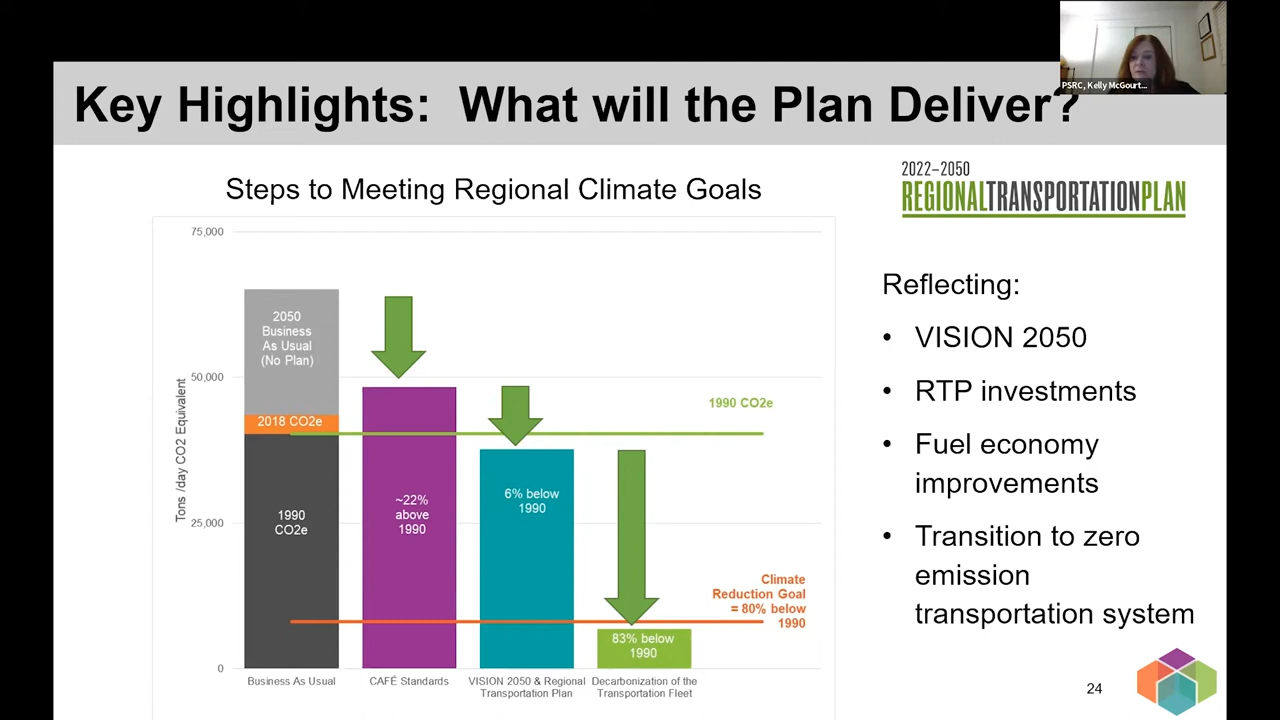 PSRC, Kelly McGourt...
Key Highlights:  What will the Plan Deliver?
Steps to Meeting Regional Climate Goals
2022–2050
REGIONALTRANSPORTATIONPLAN
75,000
50,000
25,000
0
Tons /day CO2 Equivalent
2050
Business
As Usual
(No Plan)
2018 CO2e
1990
CO2e
~22%
above
1990
6% below
1990
83% below
1990
1990 CO2e
Climate
Reduction Goal
= 80% below
1990
Business As Usual
CAFÉ Standards
VISION 2050 & Regional
Transportation Plan
Decarbonization of the
Transportation Fleet
Reflecting:
• VISION 2050
• RTP investments
• Fuel economy
improvements
• Transition to zero
emission
transportation system
24